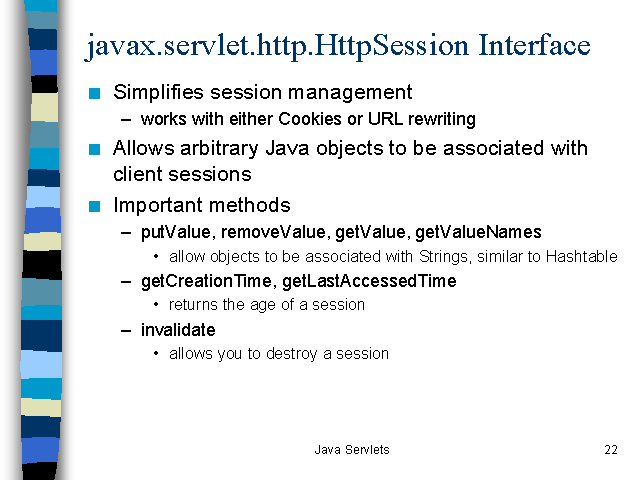 javax.servlet.http.HttpSession Interface
Simplifies session management
– works with either Cookies or URL rewriting
Allows arbitrary Java objects to be associated with
client sessions
Important methods
– putValue, removeValue, getValue, getValueNames
• allow objects to be associated with Strings, similar to Hashtable
– getCreationTime, getLastAccessedTime
• returns the age of a session
– invalidate
• allows you to destroy a session
Java Servlets
22